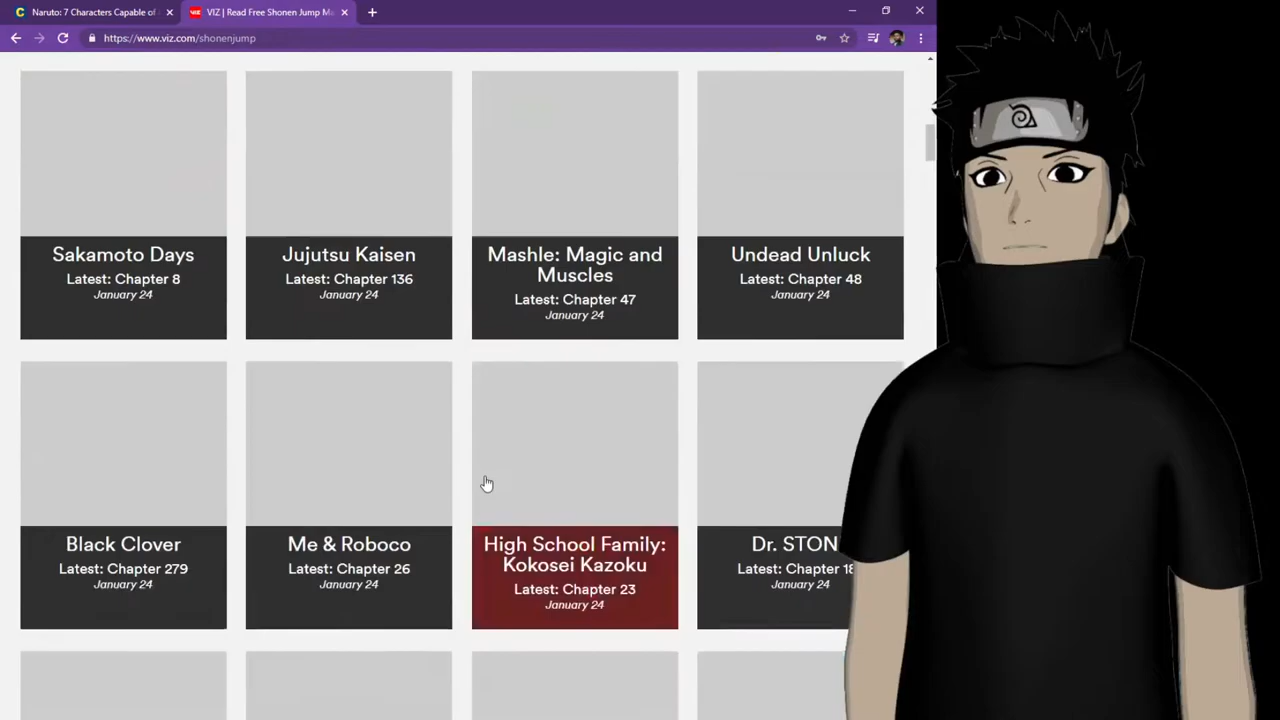 Naruto: 7 Characters Capable of
VIZ | Read Free Shonen Jump Ma
https://www.viz.com/shonenjump
Sakamoto Days
Latest: Chapter 8
January 24
Jujutsu Kaisen
Latest: Chapter 136
January 24
Mashle: Magic and
Muscles
Latest: Chapter 47
January 24
Undead Unluck
Latest: Chapter 48
January 24
Black Clover
Latest: Chapter 279
January 24
Me & Roboco
Latest: Chapter 26
January 24
High School Family:
Kokosei Kazoku
Latest: Chapter 23
January 24
Dr. STON
Latest: Chapter 18
January 24